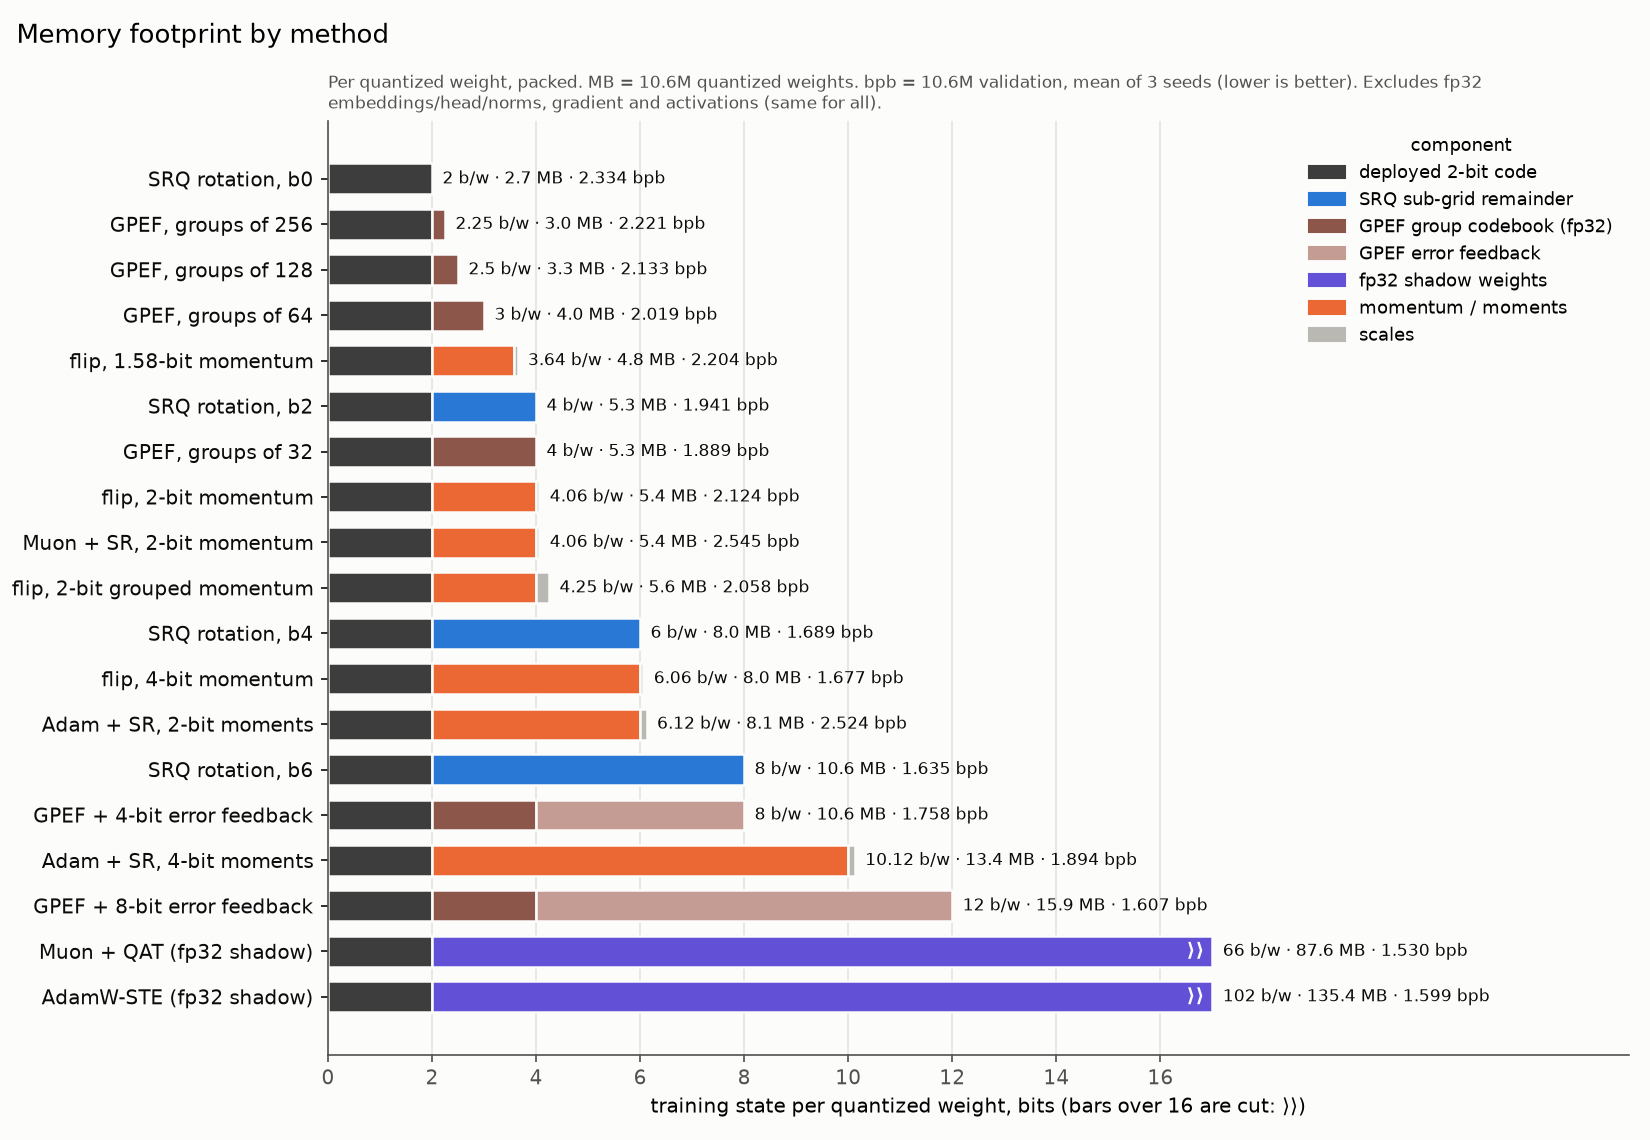 Memory footprint by method
Per quantized weight, packed. MB = 10.6M quantized weights. bpb = 10.6M validation, mean of 3 seeds (lower is better). Excludes fp32
embeddings/head/norms, gradient and activations (same for all).
component
deployed 2-bit code
SRQ sub-grid remainder
GPEF group codebook (fp32)
GPEF error feedback
fp32 shadow weights
momentum / moments
scales
SRQ rotation, b0 2 b/w · 2.7 MB · 2.334 bpb
GPEF, groups of 256 2.25 b/w · 3.0 MB · 2.221 bpb
GPEF, groups of 128 2.5 b/w · 3.3 MB · 2.133 bpb
GPEF, groups of 64 3 b/w · 4.0 MB · 2.019 bpb
flip, 1.58-bit momentum 3.64 b/w · 4.8 MB · 2.204 bpb
SRQ rotation, b2 4 b/w · 5.3 MB · 1.941 bpb
GPEF, groups of 32 4 b/w · 5.3 MB · 1.889 bpb
flip, 2-bit momentum 4.06 b/w · 5.4 MB · 2.124 bpb
Muon + SR, 2-bit momentum 4.06 b/w · 5.4 MB · 2.545 bpb
flip, 2-bit grouped momentum 4.25 b/w · 5.6 MB · 2.058 bpb
SRQ rotation, b4 6 b/w · 8.0 MB · 1.689 bpb
flip, 4-bit momentum 6.06 b/w · 8.0 MB · 1.677 bpb
Adam + SR, 2-bit moments 6.12 b/w · 8.1 MB · 2.524 bpb
SRQ rotation, b6 8 b/w · 10.6 MB · 1.635 bpb
GPEF + 4-bit error feedback 8 b/w · 10.6 MB · 1.758 bpb
Adam + SR, 4-bit moments 10.12 b/w · 13.4 MB · 1.894 bpb
GPEF + 8-bit error feedback 12 b/w · 15.9 MB · 1.607 bpb
Muon + QAT (fp32 shadow) ⟩⟩ 66 b/w · 87.6 MB · 1.530 bpb
AdamW-STE (fp32 shadow) ⟩⟩ 102 b/w · 135.4 MB · 1.599 bpb
0 2 4 6 8 10 12 14 16
training state per quantized weight, bits (bars over 16 are cut: ⟩⟩)